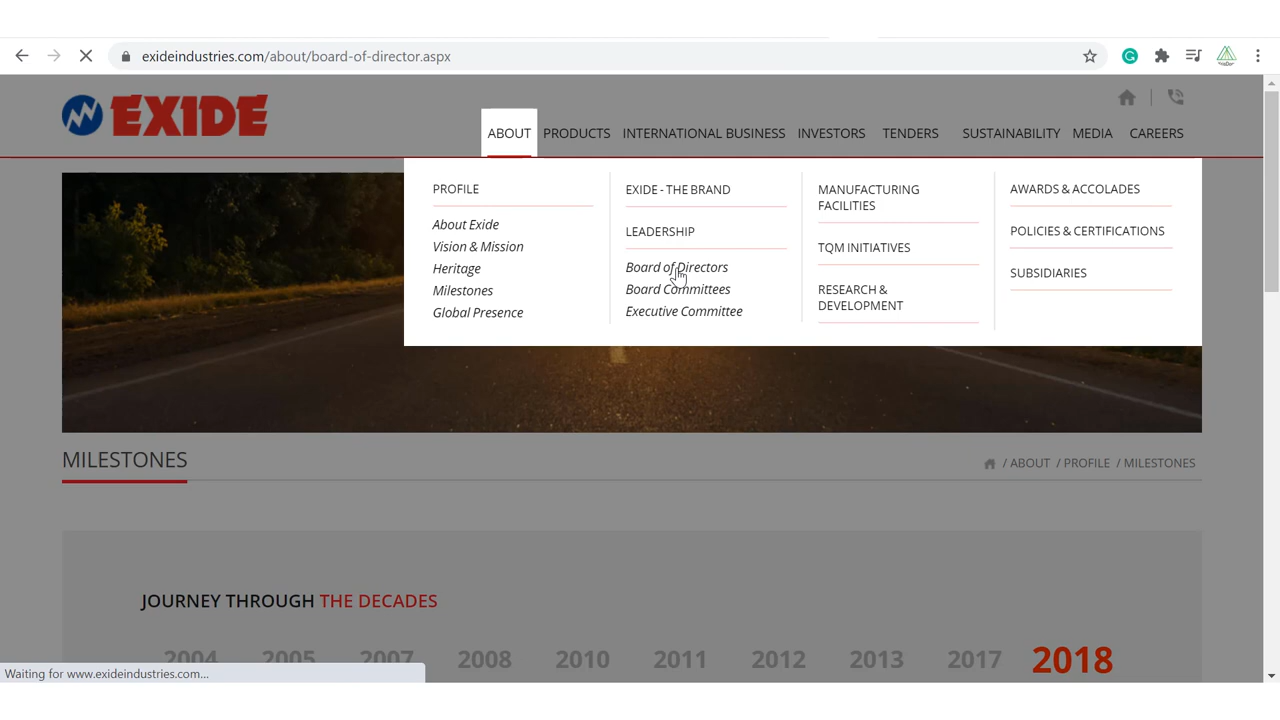 exideindustries.com/about/board-of-director.aspx
EXIDE
ABOUT PRODUCTS INTERNATIONAL BUSINESS INVESTORS TENDERS SUSTAINABILITY MEDIA CAREERS
PROFILE
About Exide
Vision & Mission
Heritage
Milestones
Global Presence
EXIDE - THE BRAND
LEADERSHIP
Board of Directors
Board Committees
Executive Committee
MANUFACTURING
FACILITIES
TQM INITIATIVES
RESEARCH &
DEVELOPMENT
AWARDS & ACCOLADES
POLICIES & CERTIFICATIONS
SUBSIDIARIES
MILESTONES
/ ABOUT / PROFILE / MILESTONES
JOURNEY THROUGH THE DECADES
2004 2005 2007 2008 2010 2011 2012 2013 2017 2018
Waiting for www.exideindustries.com...